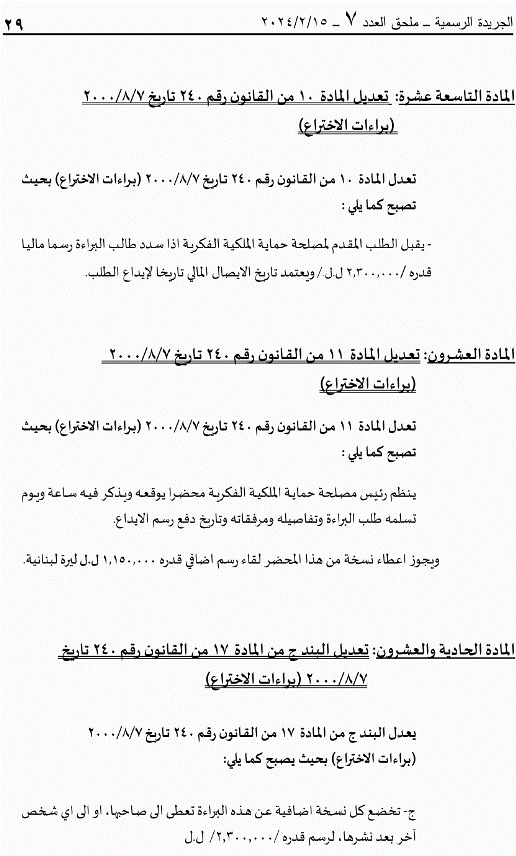 الجريدة الرسمية – ملحق العدد ٧ – ٢٠٢٤/٢/١٥
٢٩
المادة التاسعة عشرة: تعديل المادة ١٠ من القانون رقم ٢٤٠ تاريخ ٢٠٠٠/٨/٧
(براءات الاختراع)
تعدل المادة ١٠ من القانون رقم ٢٤٠ تاريخ ٢٠٠٠/٨/٧ (براءات الاختراع) بحيث
تصبح كما يلي :
- يقبل الطلب المقدم لمصلحة حماية الملكية الفكرية اذا سدد طالب البراءة رسما ماليا
قدره /٢,٣٠٠,٠٠٠ ل.ل./ ويعتمد تاريخ الايصال المالي تاريخا لإيداع الطلب.
المادة العشرون: تعديل المادة ١١ من القانون رقم ٢٤٠ تاريخ ٢٠٠٠/٨/٧
(براءات الاختراع)
تعدل المادة ١١ من القانون رقم ٢٤٠ تاريخ ٢٠٠٠/٨/٧ (براءات الاختراع) بحيث
تصبح كما يلي :
ينظم رئيس مصلحة حماية الملكية الفكرية محضرا يوقعه ويذكر فيه ساعة ويوم
تسلمه طلب البراءة وتفاصيله ومرفقاته وتاريخ دفع رسم الايداع.
ويجوز اعطاء نسخة من هذا المحضر لقاء رسم اضافي قدره ١,١٥٠,٠٠٠ ل.ل ليرة لبنانية.
المادة الحادية والعشرون: تعديل البند ج من المادة ١٧ من القانون رقم ٢٤٠ تاريخ
٢٠٠٠/٨/٧ (براءات الاختراع)
يعدل البند ج من المادة ١٧ من القانون رقم ٢٤٠ تاريخ ٢٠٠٠/٨/٧
(براءات الاختراع) بحيث يصبح كما يلي:
ج- تخضع كل نسخة اضافية عن هذه البراءة تعطى الى صاحبها، او الى اي شخص
آخر بعد نشرها، لرسم قدره /٢,٣٠٠,٠٠٠/ ل.ل